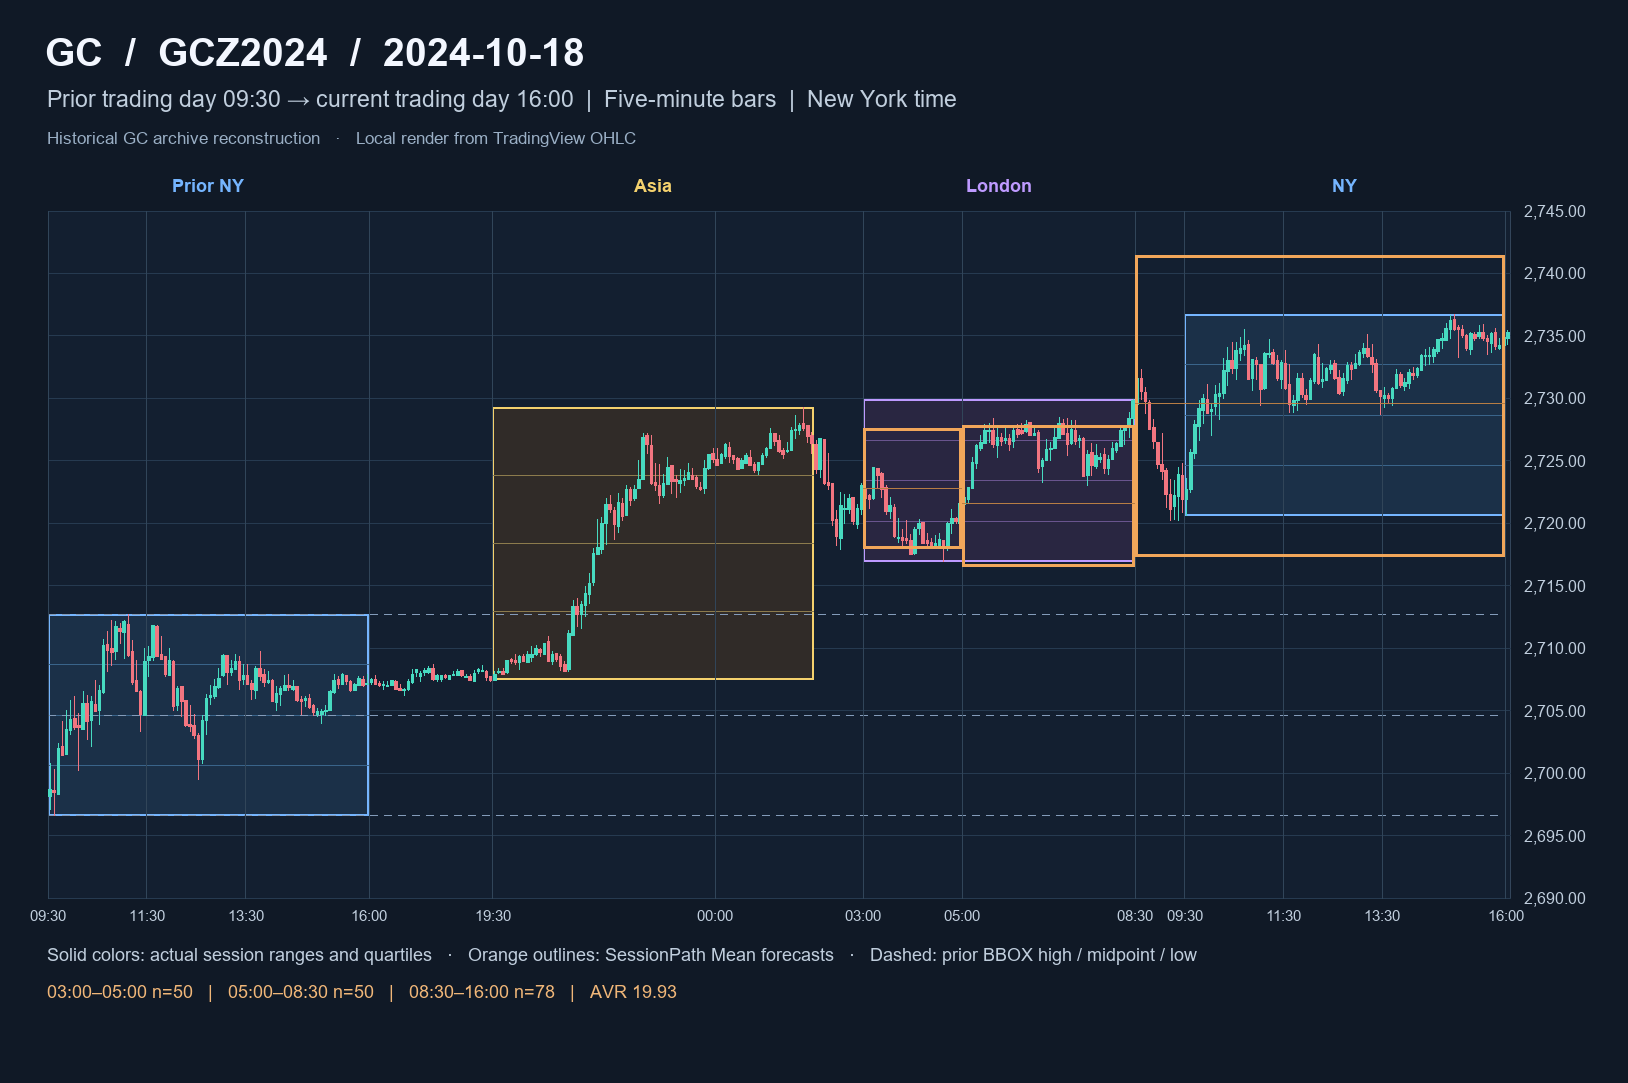 GC / GCZ2024 / 2024-10-18
Prior trading day 09:30 → current trading day 16:00 | Five-minute bars | New York time
Historical GC archive reconstruction · Local render from TradingView OHLC
Prior NY Asia London NY
2,745.00
2,740.00
2,735.00
2,730.00
2,725.00
2,720.00
2,715.00
2,710.00
2,705.00
2,700.00
2,695.00
2,690.00
09:30 11:30 13:30 16:00 19:30 00:00 03:00 05:00 08:30 09:30 11:30 13:30 16:00
Solid colors: actual session ranges and quartiles · Orange outlines: SessionPath Mean forecasts · Dashed: prior BBOX high / midpoint / low
03:00–05:00 n=50 | 05:00–08:30 n=50 | 08:30–16:00 n=78 | AVR 19.93